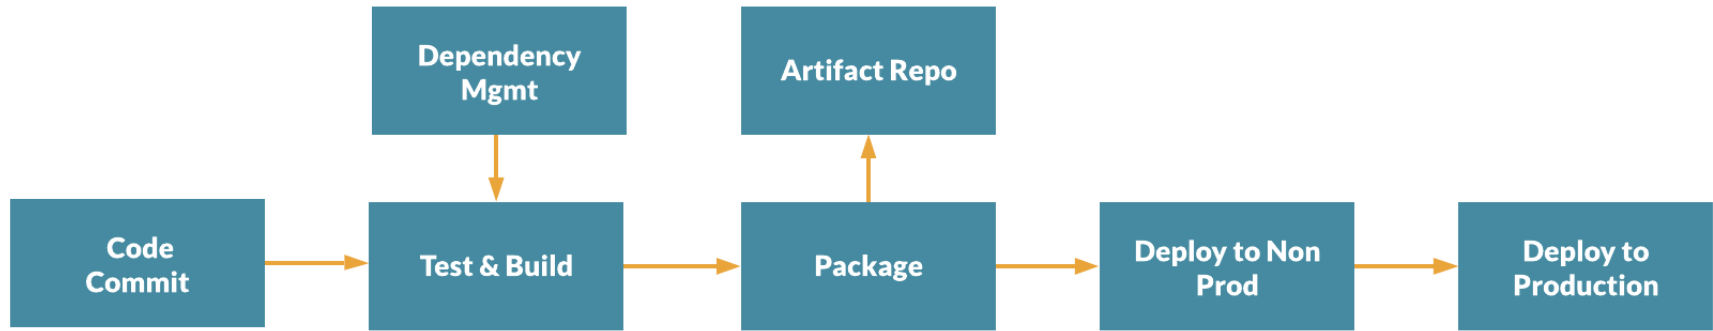 Dependency
Mgmt
Artifact Repo
Code
Commit
Test & Build
Package
Deploy to Non
Prod
Deploy to
Production